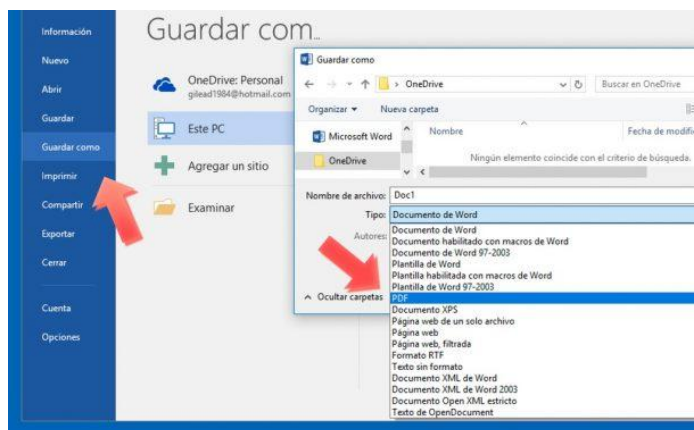 Guardar com...
Información
Nuevo
Abrir
Guardar
Guardar como
Imprimir
Compartir
Exportar
Cerrar
Cuenta
Opciones
OneDrive: Personal
gilead1984@hotmail.com
Este PC
Agregar un sitio
Examinar
Guardar como
OneDrive
Buscar en OneDrive
Organizar
Nueva carpeta
Microsoft Word
OneDrive
Nombre
Fecha de modifi
Ningún elemento coincide con el criterio de búsqueda.
Nombre de archivo: Doc1
Tipo: Documento de Word
Autores:
Documento de Word
Documento habilitado con macros de Word
Documento de Word 97-2003
Plantilla de Word
Plantilla habilitada con macros de Word
Plantilla de Word 97-2003
PDF
Documento XPS
Página web de un solo archivo
Página web
Página web, filtrada
Formato RTF
Texto sin formato
Documento XML de Word
Documento XML de Word 2003
Documento Open XML estricto
Texto de OpenDocument
Ocultar carpetas